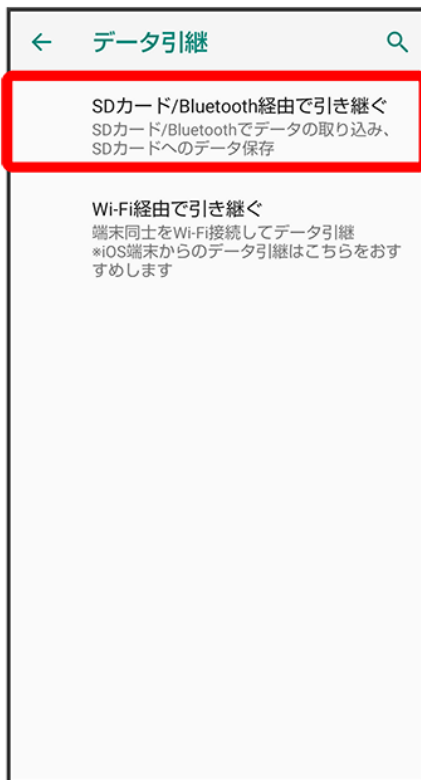 データ引継
SDカード/Bluetooth経由で引き継ぐ
SDカード/Bluetoothでデータの取り込み、
SDカードへのデータ保存
Wi-Fi経由で引き継ぐ
端末同士をWi-Fi接続してデータ引継
*iOS端末からのデータ引継はこちらをおす
すめします